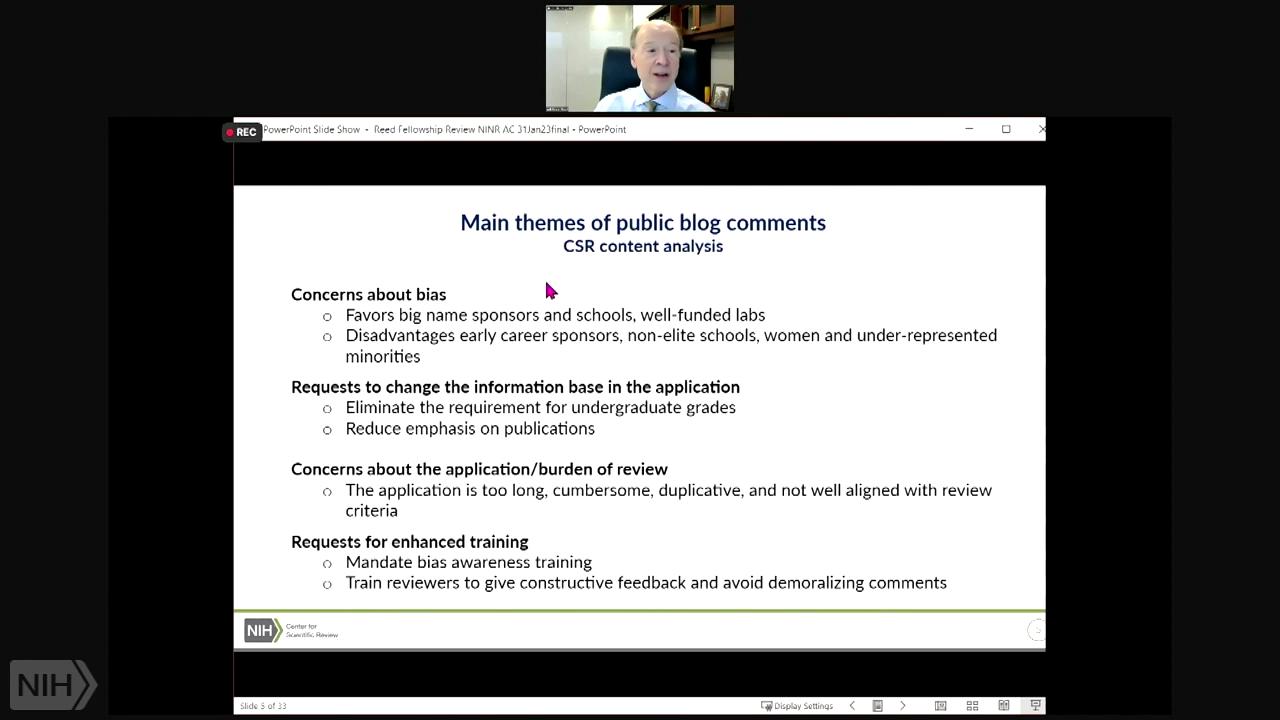 REC
PowerPoint Slide Show - Reed Fellowship Review NINR AC 31Jan23final - PowerPoint
Main themes of public blog comments
CSR content analysis
Concerns about bias
o Favors big name sponsors and schools, well-funded labs
o Disadvantages early career sponsors, non-elite schools, women and under-represented
minorities
Requests to change the information base in the application
o Eliminate the requirement for undergraduate grades
o Reduce emphasis on publications
Concerns about the application/burden of review
o The application is too long, cumbersome, duplicative, and not well aligned with review
criteria
Requests for enhanced training
o Mandate bias awareness training
o Train reviewers to give constructive feedback and avoid demoralizing comments
NIH
Center for
Scientific Review
NIH
Slide 5 of 33
Display Settings